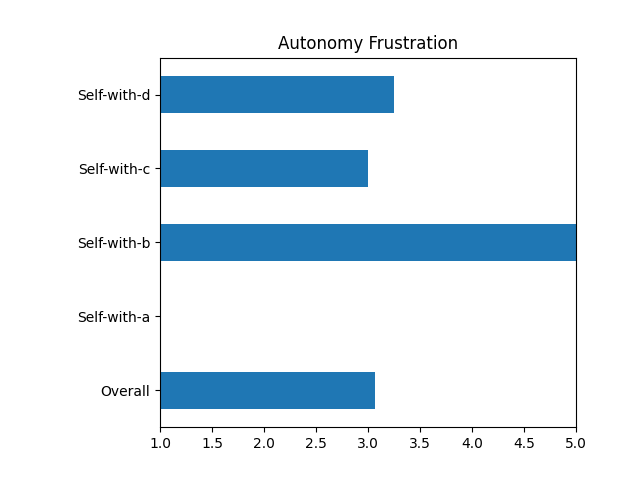 Autonomy Frustration
Self-with-d
Self-with-c
Self-with-b
Self-with-a
Overall
1.0 1.5 2.0 2.5 3.0 3.5 4.0 4.5 5.0